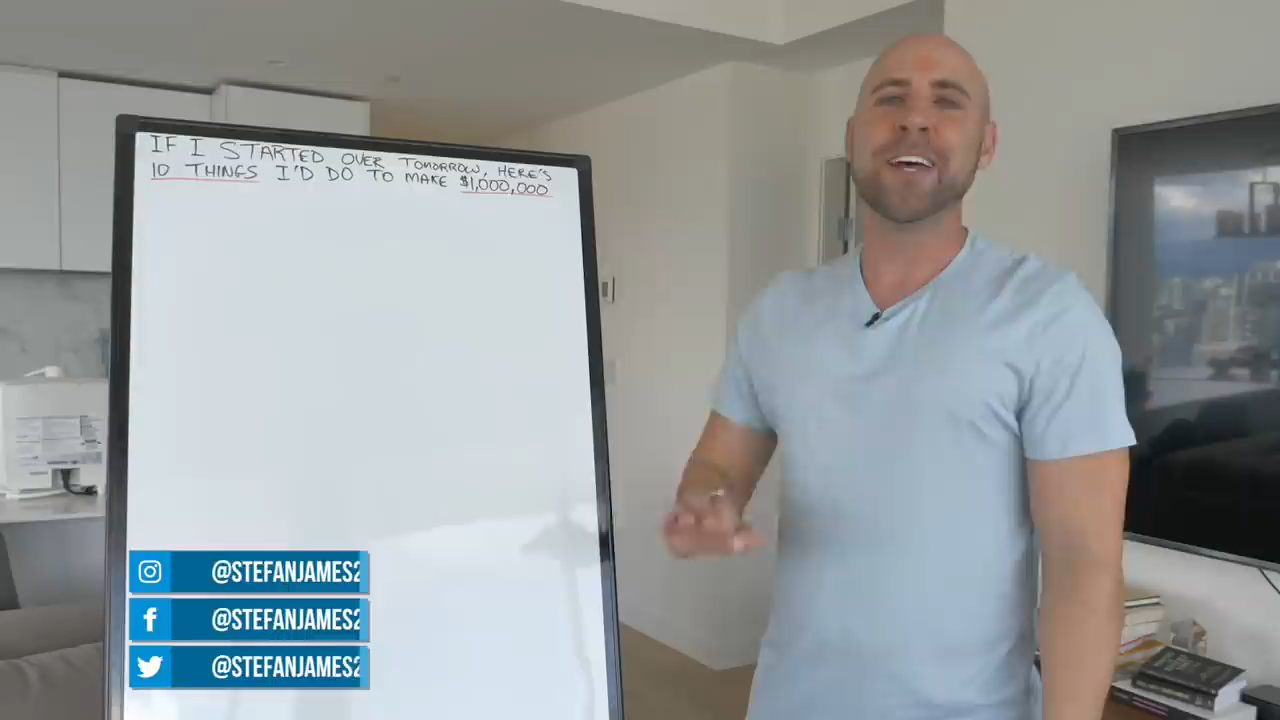 IF I STARTED OVER TOMORROW, HERE'S
10 THINGS I'D DO TO MAKE $1,000,000
@STEFANJAMES2
@STEFANJAMES2
@STEFANJAMES2